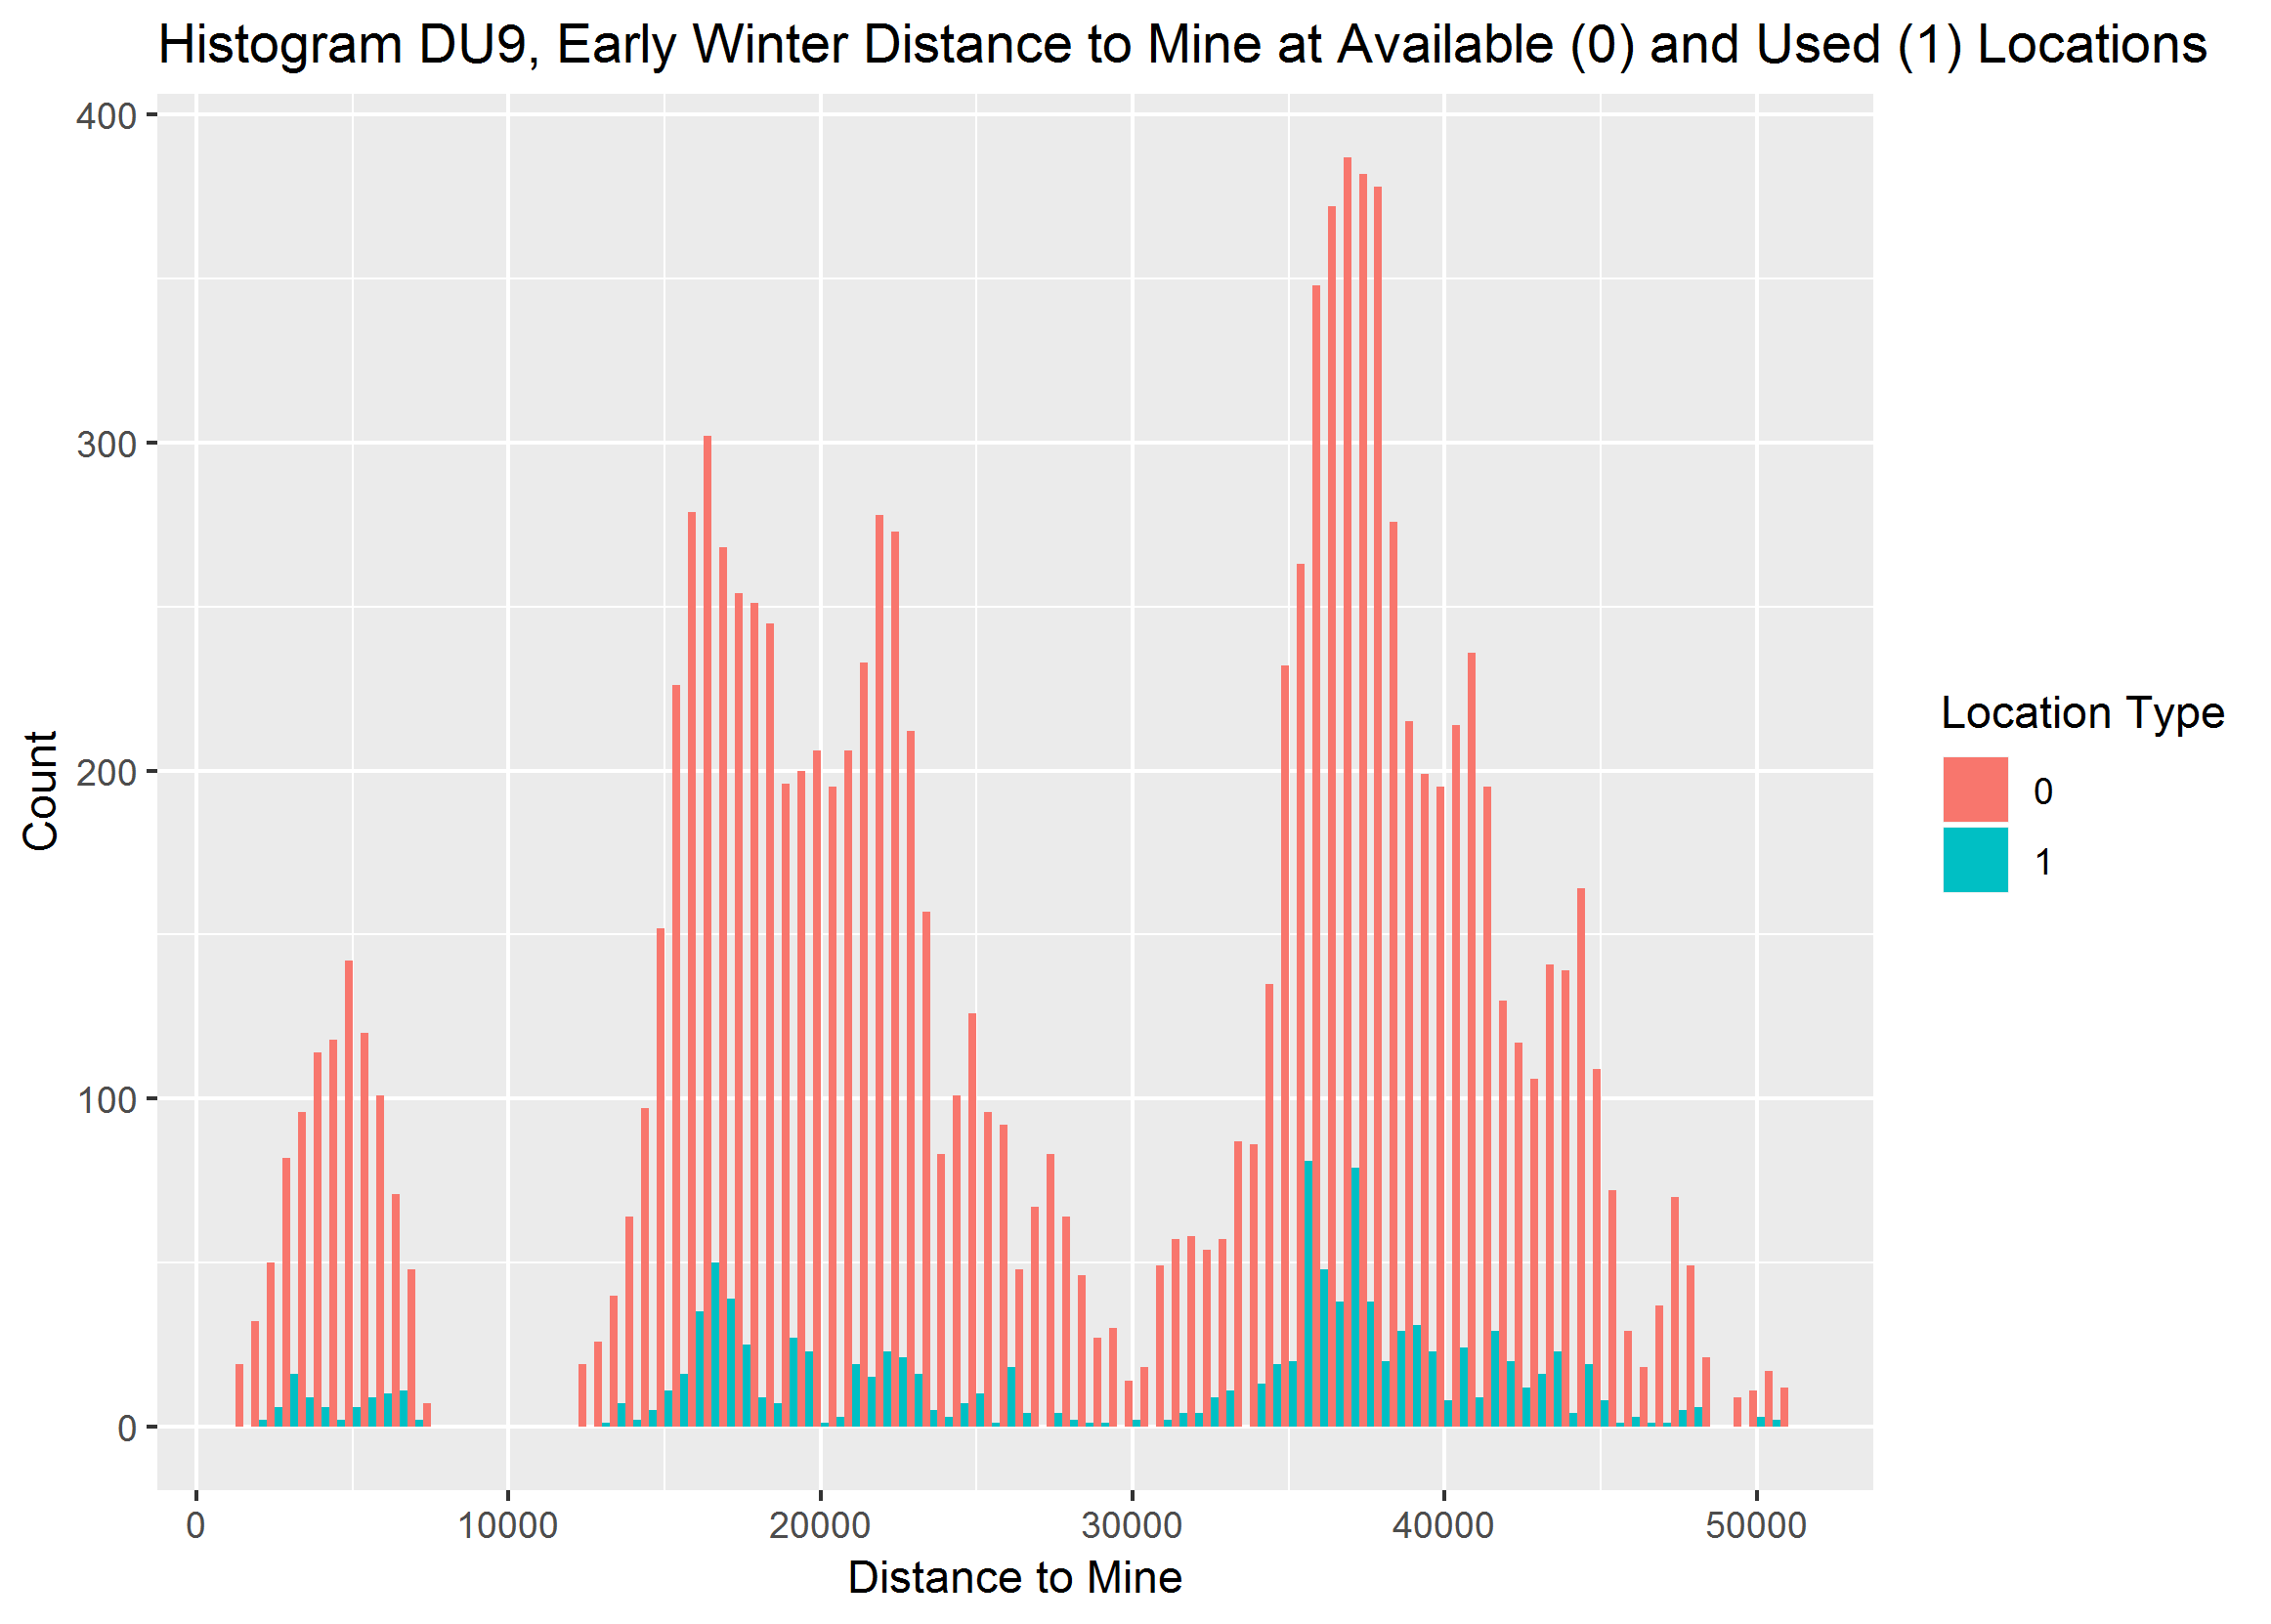 Histogram DU9, Early Winter Distance to Mine at Available (0) and Used (1) Locations
400
300
200
100
0
Count
0 10000 20000 30000 40000 50000
Distance to Mine
Location Type
0
1